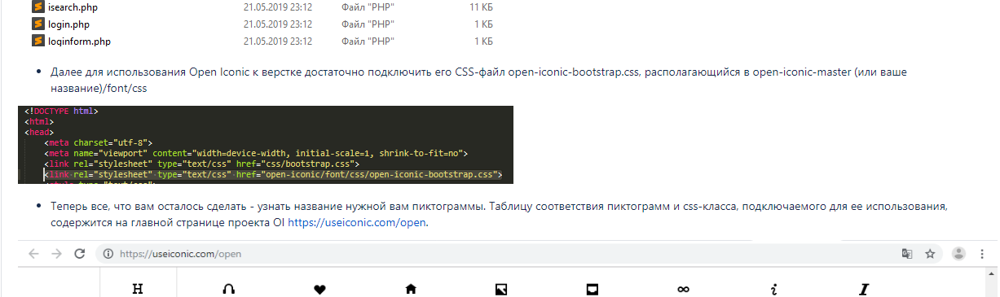 isearch.php 21.05.2019 23:12 Файл "PHP" 11 КБ
login.php 21.05.2019 23:12 Файл "PHP" 1 КБ
loginform.php 21.05.2019 23:12 Файл "PHP" 1 КБ
Далее для использования Open Iconic к верстке достаточно подключить его CSS-файл open-iconic-bootstrap.css, располагающийся в open-iconic-master (или ваше
название)/font/css
<!DOCTYPE html>
<html>
<head>
<meta charset="utf-8">
<meta name="viewport" content="width=device-width, initial-scale=1, shrink-to-fit=no">
<link rel="stylesheet" type="text/css" href="css/bootstrap.css">
<link rel="stylesheet" type="text/css" href="open-iconic/font/css/open-iconic-bootstrap.css">
<style type="text/css">
Теперь все, что вам осталось сделать - узнать название нужной вам пиктограммы. Таблицу соответствия пиктограмм и css-класса, подключаемого для ее использования,
содержится на главной странице проекта OI https://useiconic.com/open.
https://useiconic.com/open